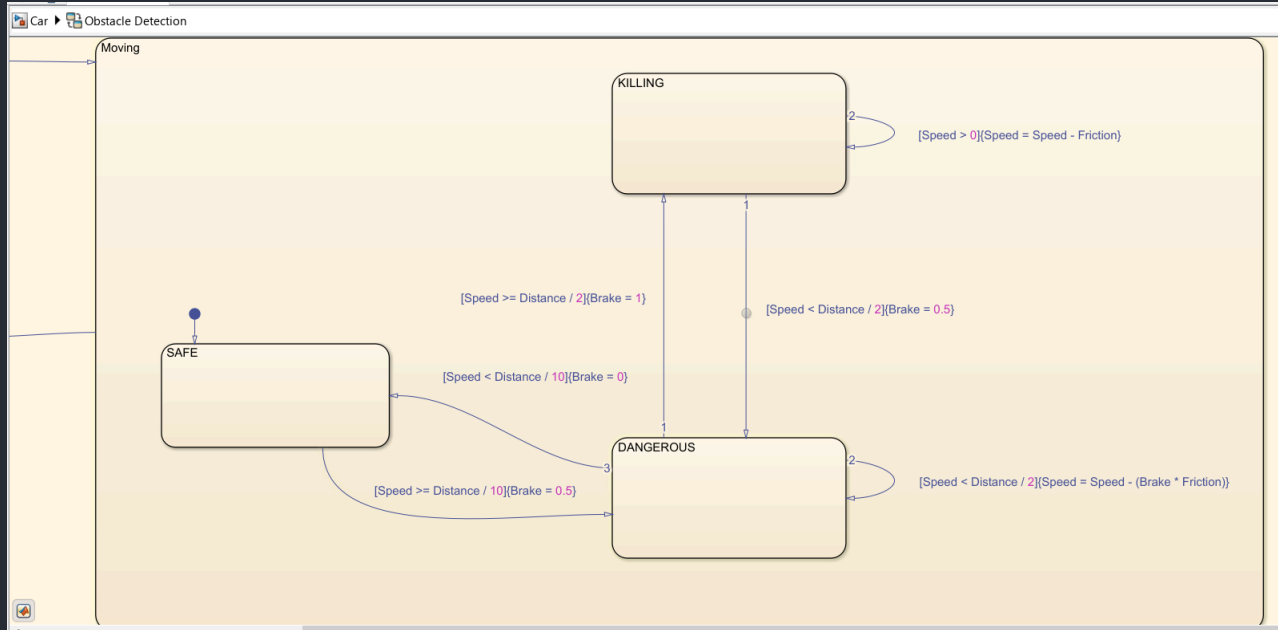 Car Obstacle Detection
Moving
KILLING
2
[Speed > 0]{Speed = Speed - Friction}
1
[Speed >= Distance / 2]{Brake = 1}
[Speed < Distance / 2]{Brake = 0.5}
SAFE
[Speed < Distance / 10]{Brake = 0}
1
DANGEROUS
2
3
[Speed < Distance / 2]{Speed = Speed - (Brake * Friction)}
[Speed >= Distance / 10]{Brake = 0.5}